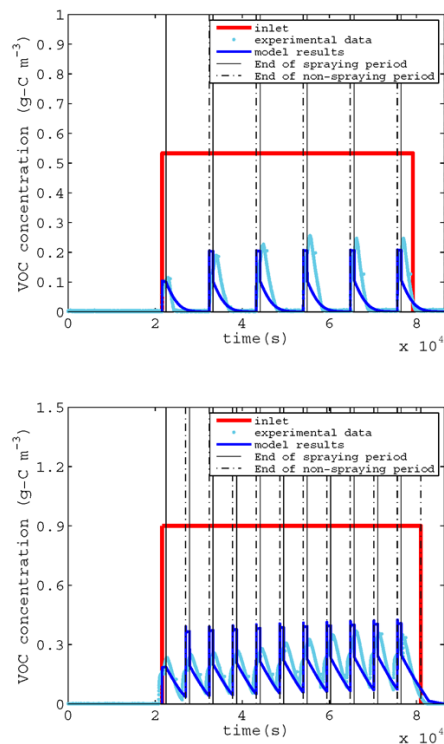 1
0.9
0.8
0.7
0.6
0.5
0.4
0.3
0.2
0.1
0
VOC concentration (g-C m-3)
inlet
experimental data
model results
End of spraying period
End of non-spraying period
0 2 4 6 8
time(s)
x 10^4
1.5
1.2
0.9
0.6
0.3
0
VOC concentration (g-C m-3)
inlet
experimental data
model results
End of spraying period
End of non-spraying period
0 2 4 6 8
time(s)
x 10^4